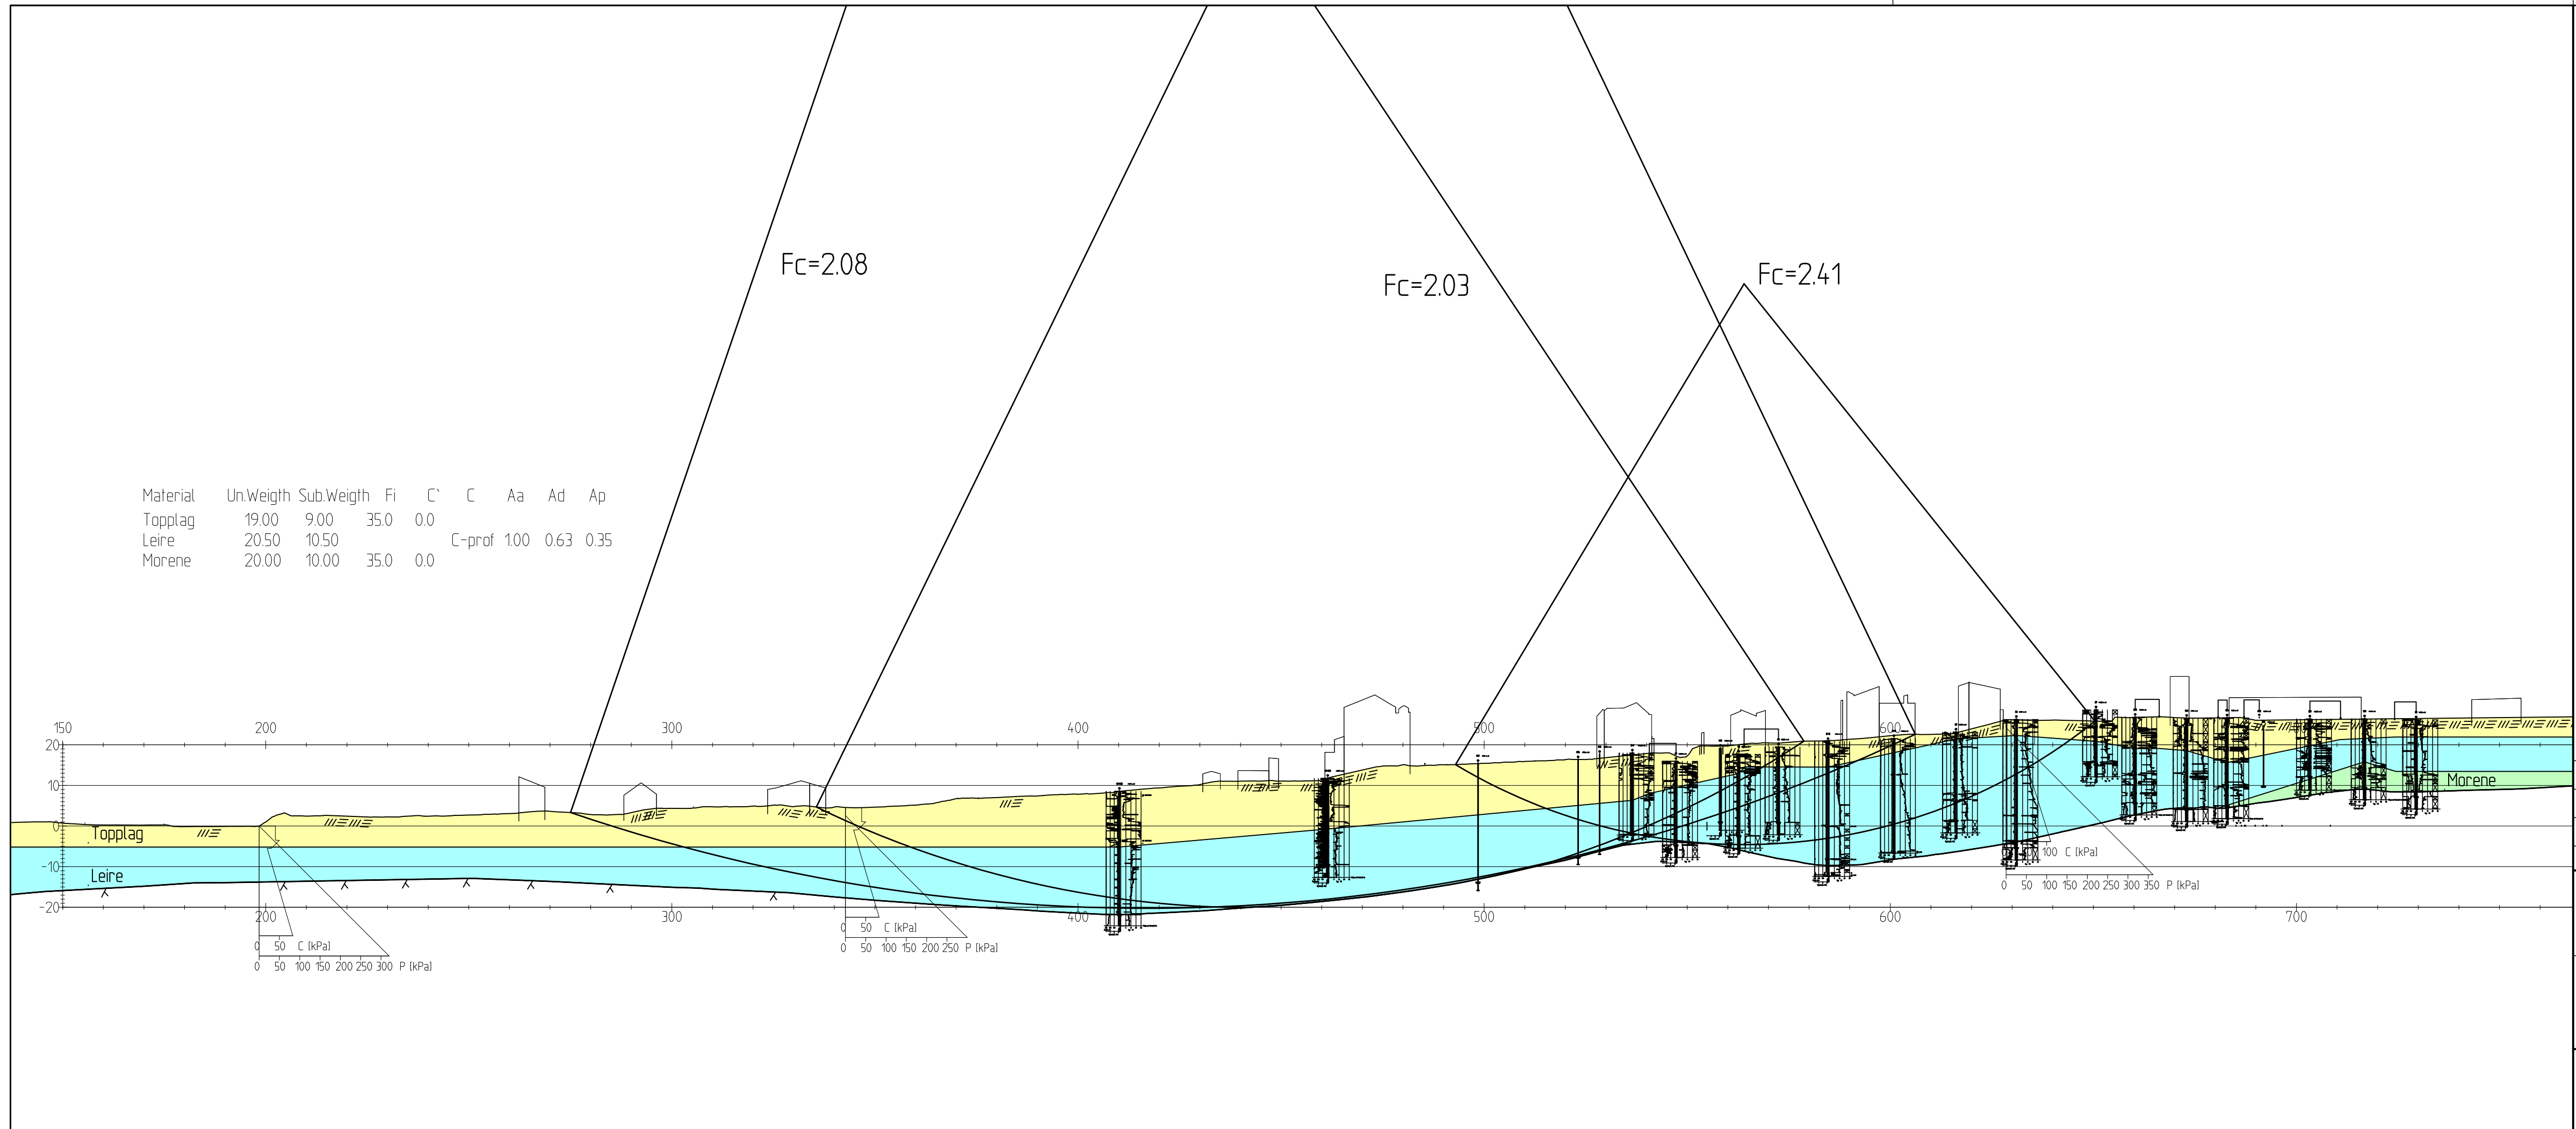 Fc=2.08
Fc=2.03
Fc=2.41
Material Un.Weigth Sub.Weigth Fi C` C Aa Ad Ap
Topplag 19.00 9.00 35.0 0.0
Leire 20.50 10.50 C-prof 1.00 0.63 0.35
Morene 20.00 10.00 35.0 0.0
150 200 300 400 500 600
20
10
0
-10
-20
Topplag
Leire
Morene
200 300 400 500 600 700
100 C [kPa]
0 50 100 150 200 250 300 350 P [kPa]
0 50 C [kPa]
0 50 100 150 200 250 P [kPa]
0 50 C [kPa]
0 50 100 150 200 250 300 P [kPa]